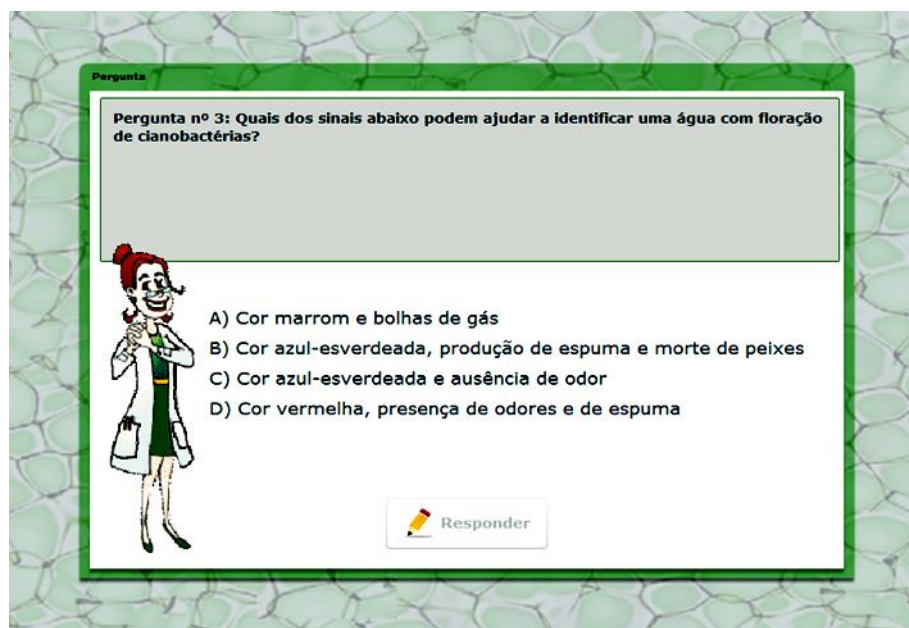 Pergunta
Pergunta nº 3: Quais dos sinais abaixo podem ajudar a identificar uma água com floração
de cianobactérias?
A) Cor marrom e bolhas de gás
B) Cor azul-esverdeada, produção de espuma e morte de peixes
C) Cor azul-esverdeada e ausência de odor
D) Cor vermelha, presença de odores e de espuma
Responder